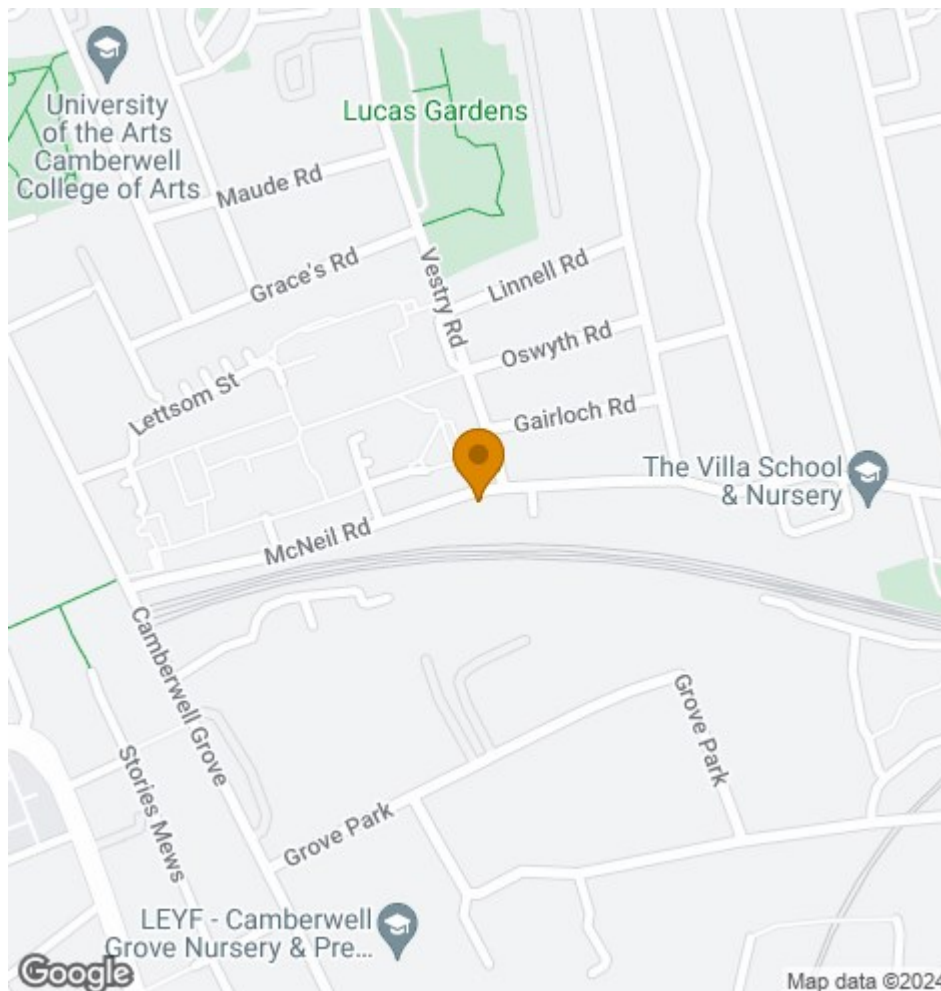 University
of the Arts
Camberwell
College of Arts
Lucas Gardens
Maude Rd
Grace's Rd
Vestry Rd
Linnell Rd
Oswyth Rd
Lettsom St
Gairloch Rd
The Villa School
& Nursery
McNeil Rd
Camberwell Grove
Stories Mews
Grove Park
Grove Park
LEYF - Camberwell
Grove Nursery & Pre...
Google
Map data ©2024